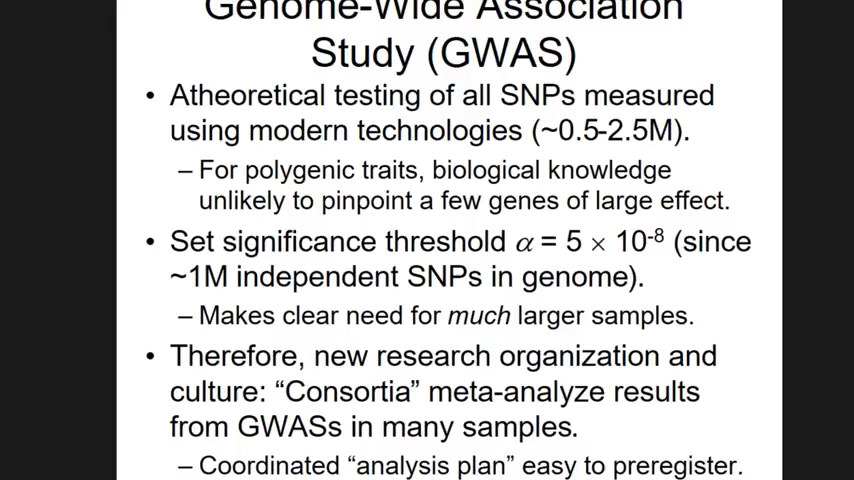 Genome-Wide Association
Study (GWAS)
• Atheoretical testing of all SNPs measured
using modern technologies (~0.5-2.5M).
– For polygenic traits, biological knowledge
unlikely to pinpoint a few genes of large effect.
• Set significance threshold α = 5 × 10⁻⁸ (since
~1M independent SNPs in genome).
– Makes clear need for much larger samples.
• Therefore, new research organization and
culture: “Consortia” meta-analyze results
from GWASs in many samples.
– Coordinated “analysis plan” easy to preregister.